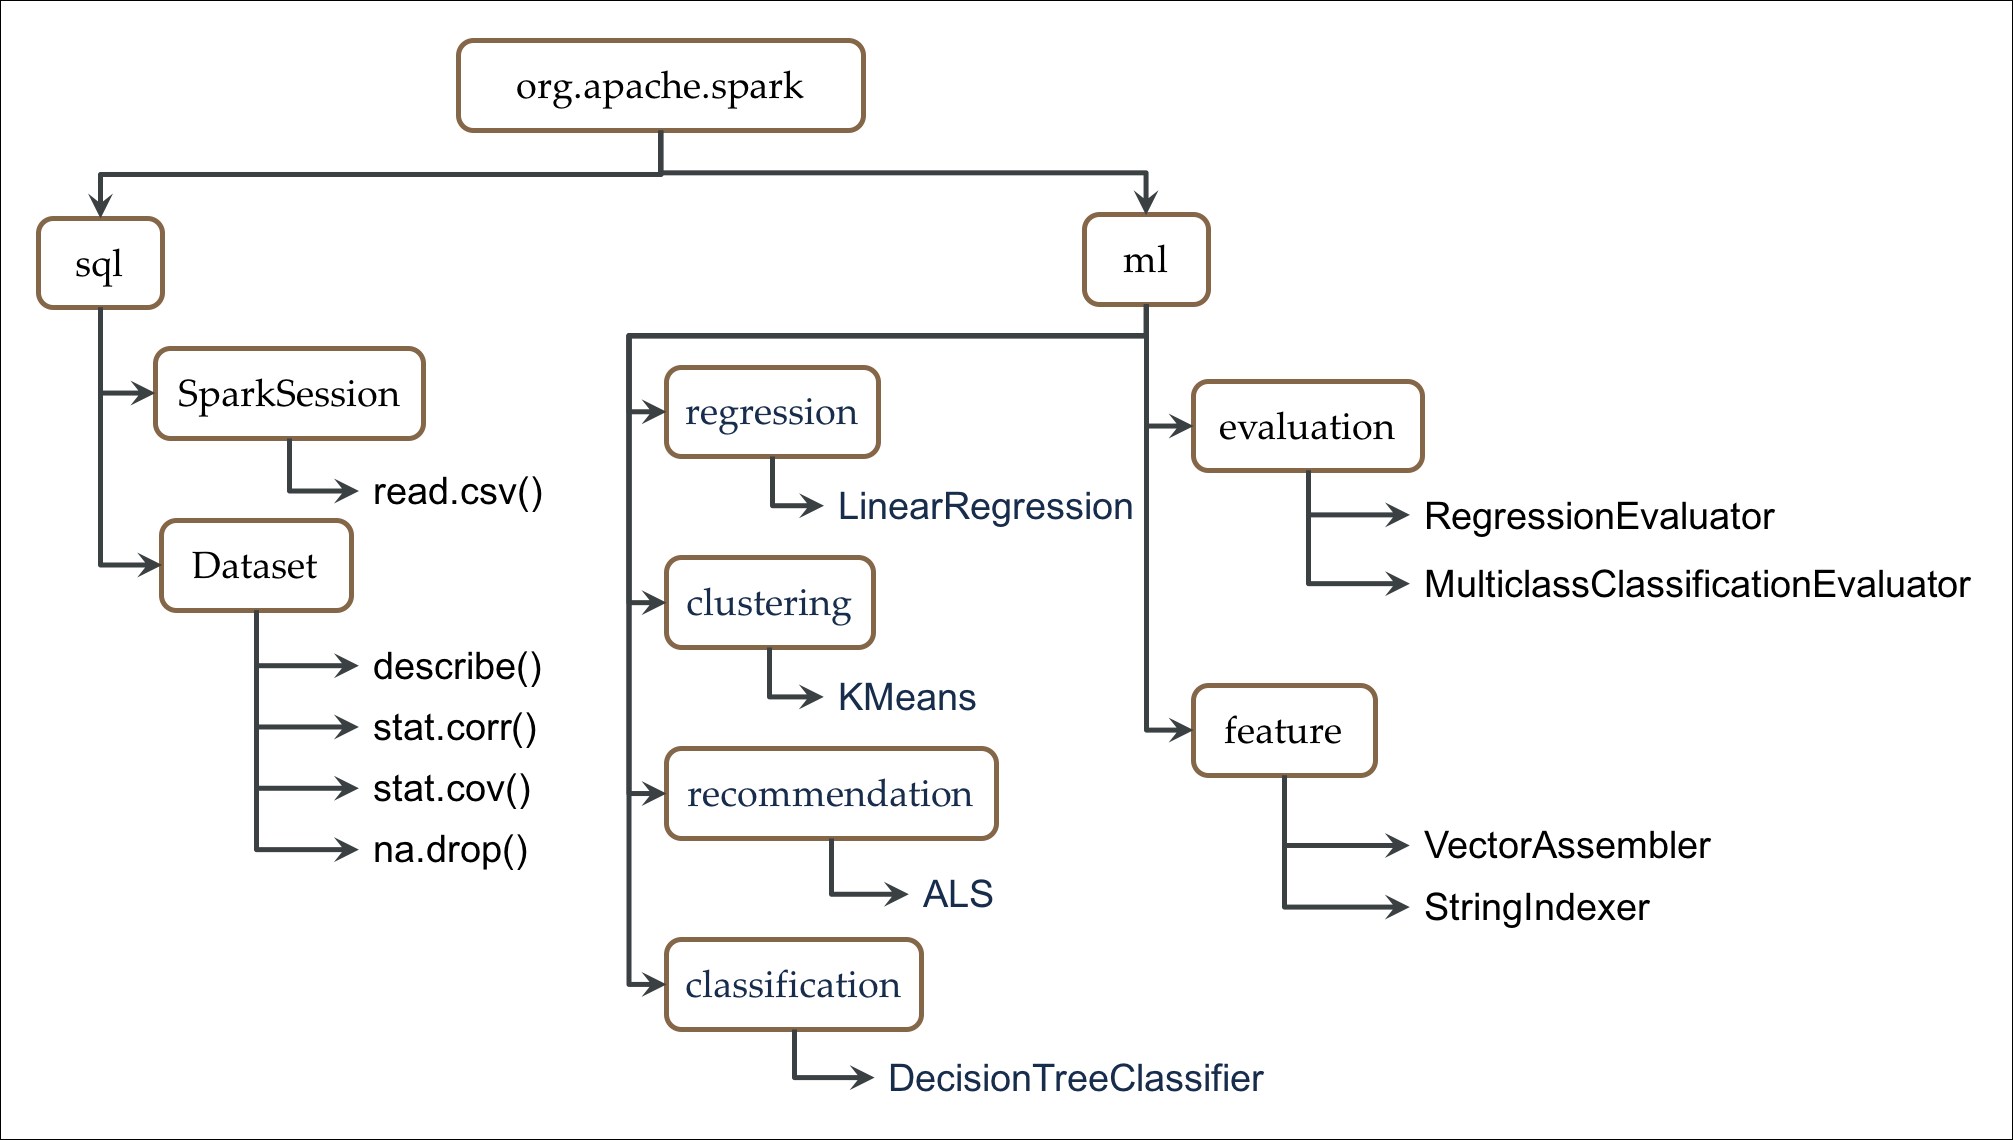 org.apache.spark
sql
SparkSession
read.csv()
Dataset
describe()
stat.corr()
stat.cov()
na.drop()
ml
regression
LinearRegression
clustering
KMeans
recommendation
ALS
classification
DecisionTreeClassifier
evaluation
RegressionEvaluator
MulticlassClassificationEvaluator
feature
VectorAssembler
StringIndexer